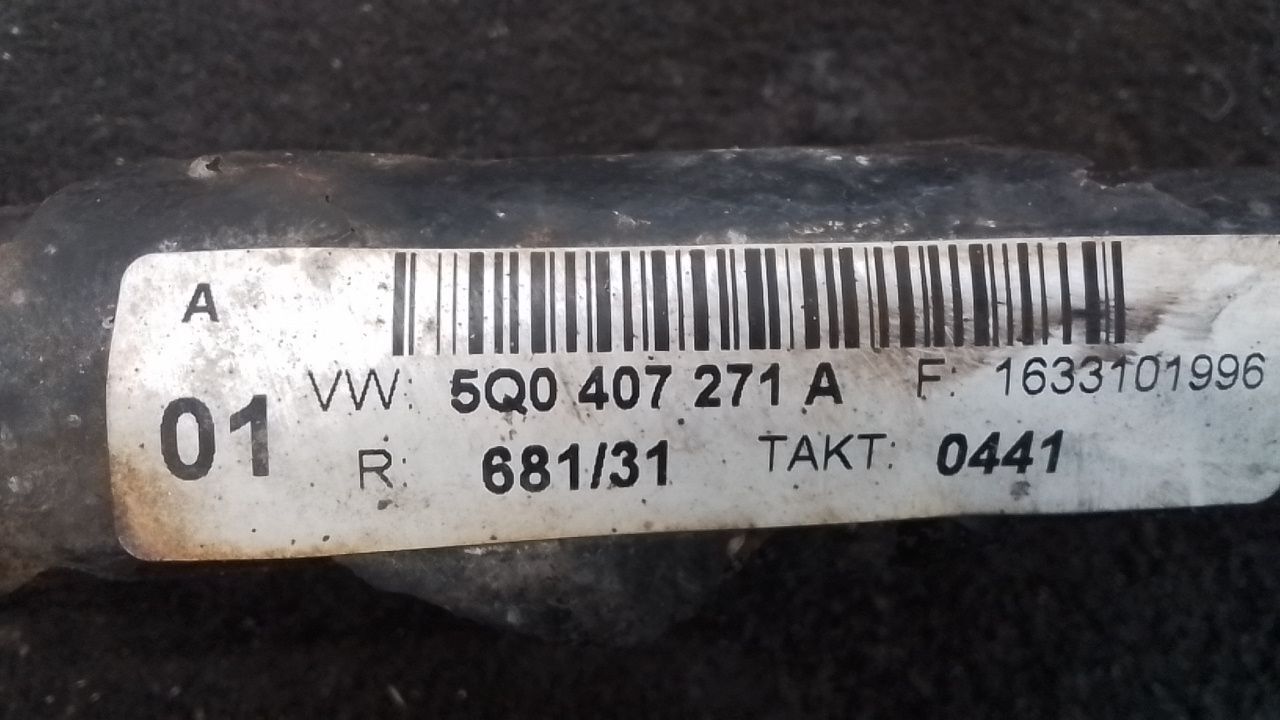 A
01
VW: 5Q0 407 271 A F: 1633101996
R: 681/31 TAKT: 0441